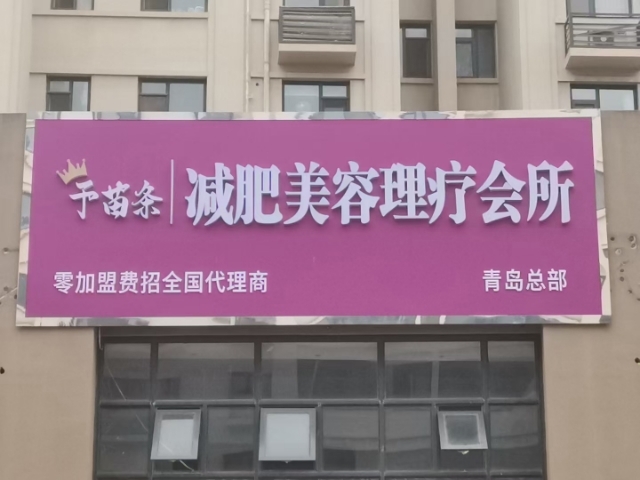 予苗条 减肥美容理疗会所
零加盟费招全国代理商 青岛总部